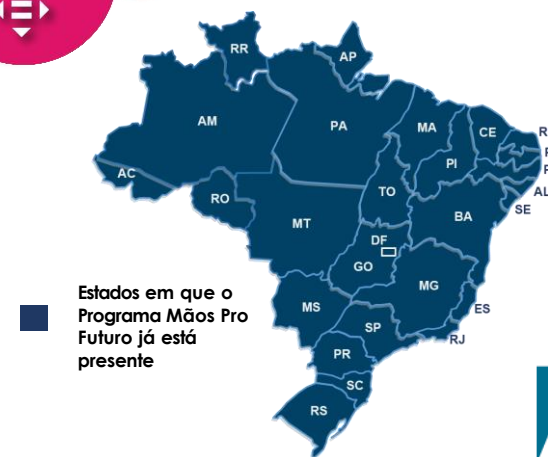 RR
AP
AM
PA
MA
CE
PI
AC
RO
TO
AL
SE
BA
MT
DF
GO
MG
ES
MS
SP
RJ
PR
SC
RS
Estados em que o
Programa Mãos Pro
Futuro já está
presente